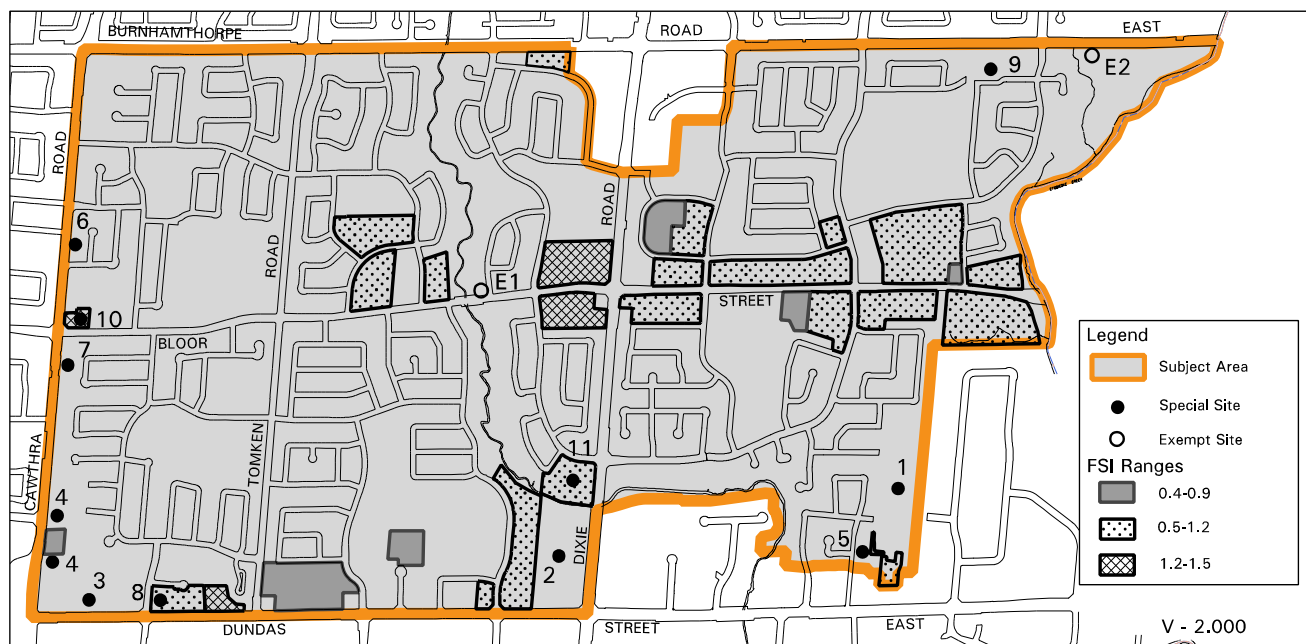 BURNHAMTHORPE ROAD EAST
9 E2
ROAD
ROAD
6
ROAD
E1
STREET
10
BLOOR
7
Legend
Subject Area
Special Site
Exempt Site
FSI Ranges
0.4-0.9
0.5-1.2
1.2-1.5
CAWTHRA
TOMKEN
11
1
4
DIXIE
5
4
2
3 8
DUNDAS STREET EAST
V - 2.000